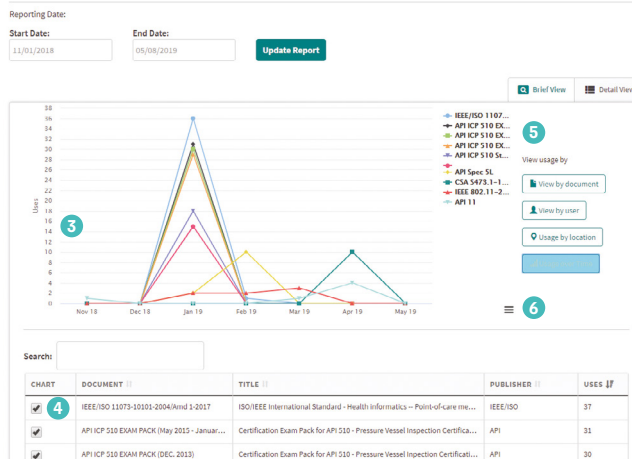 Reporting Date:
Start Date: End Date:
11/01/2018 05/08/2019 Update Report
Brief View Detail View
38
36
34
32
30
28
26
24
22
20
18
16
14
12
10
8
6
4
2
0
Uses
3
Nov 18 Dec 18 Jan 19 Feb 19 Mar 19 Apr 19 May 19
IEEE/ISO 1107...
API ICP 510 EX...
API ICP 510 EX...
API ICP 510 EX...
API ICP 510 St...
API Spec 5L
CSA 5473.1-1...
IEEE 802.11-2...
API 11
5
View usage by
View by document
View by user
Usage by location
6
Search:
CHART DOCUMENT TITLE PUBLISHER USES
4 IEEE/ISO 11073-10101-2004/Amd 1-2017 ISO/IEEE International Standard - Health informatics -- Point-of-care me... IEEE/ISO 37
API ICP 510 EXAM PACK (May 2015 - Januar... Certification Exam Pack for API 510 - Pressure Vessel Inspection Certifica... API 31
API ICP 510 EXAM PACK (DEC. 2013) Certification Exam Pack for API 510 - Pressure Vessel Inspection Certificati... API 30